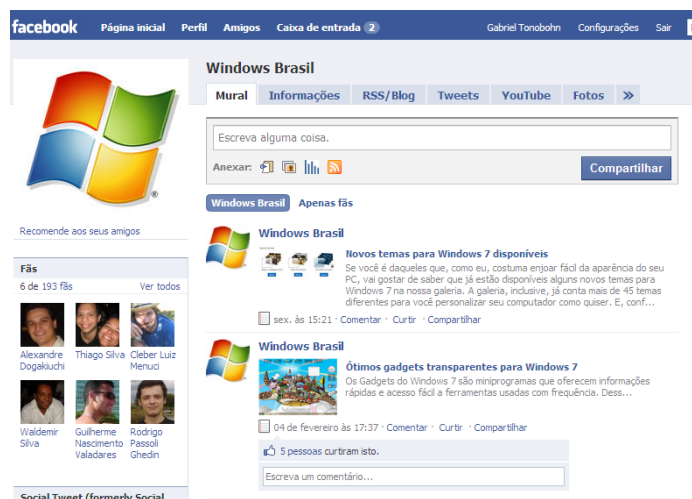 facebook Página inicial Perfil Amigos Caixa de entrada 2 Gabriel Tonobohn Configurações Sair
Windows Brasil
Mural Informações RSS/Blog Tweets YouTube Fotos »
Escreva alguma coisa.
Anexar:
Compartilhar
Windows Brasil Apenas fãs
®
Recomende aos seus amigos
Fãs
6 de 193 fãs Ver todos
Alexandre Dogakiuchi
Thiago Silva
Cleber Luiz Menuci
Waldemir Silva
Guilherme Nascimento Valadares
Rodrigo Passoli Ghedin
Social Tweet (formerly Social
Windows Brasil
Novos temas para Windows 7 disponíveis
Se você é daqueles que, como eu, costuma enjoar fácil da aparência do seu
PC, vai gostar de saber que já estão disponíveis alguns novos temas para
Windows 7 na nossa galeria. A galeria, inclusive, já conta mais de 45 temas
diferentes para você personalizar seu computador como quiser. E, conf...
sex. às 15:21 · Comentar · Curtir · Compartilhar
Windows Brasil
Ótimos gadgets transparentes para Windows 7
Os Gadgets do Windows 7 são miniprogramas que oferecem informações
rápidas e acesso fácil a ferramentas usadas com frequência. Dess...
04 de fevereiro às 17:37 · Comentar · Curtir · Compartilhar
5 pessoas curtiram isto.
Escreva um comentário...